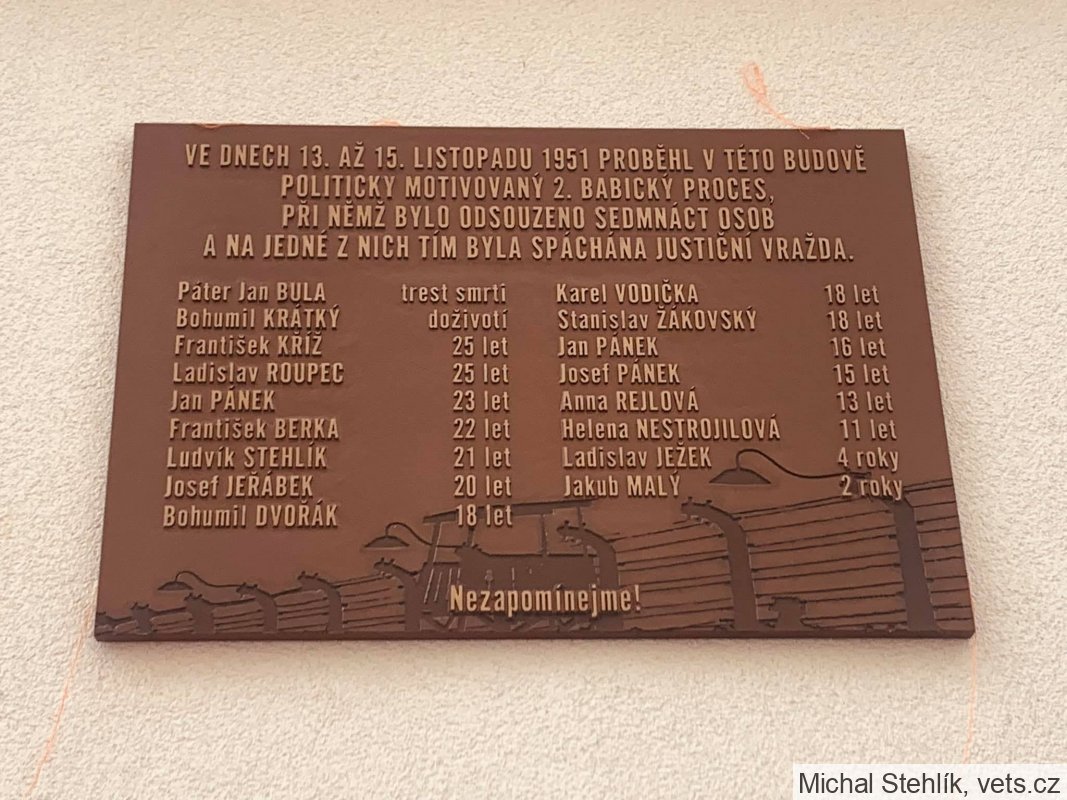 VE DNECH 13. AŽ 15. LISTOPADU 1951 PROBĚHL V TÉTO BUDOVĚ
POLITICKY MOTIVOVANÝ 2. BABICKÝ PROCES,
PŘI NĚMŽ BYLO ODSOUZENO SEDMNÁCT OSOB
A NA JEDNÉ Z NICH TÍM BYLA SPÁCHÁNA JUSTIČNÍ VRAŽDA.
Páter Jan BULA trest smrti
Bohumil KRÁTKÝ doživotí
František KŘÍŽ 25 let
Ladislav ROUPEC 25 let
Jan PÁNEK 23 let
František BERKA 22 let
Ludvík STEHLÍK 21 let
Josef JEŘÁBEK 20 let
Bohumil DVOŘÁK 18 let
Karel VODIČKA 18 let
Stanislav ŽÁKOVSKÝ 18 let
Jan PÁNEK 16 let
Josef PÁNEK 15 let
Anna REJLOVÁ 13 let
Helena NESTROJILOVÁ 11 let
Ladislav JEŽEK 4 roky
Jakub MALÝ 2 roky
Nezapomínejme!
Michal Stehlík, vets.cz